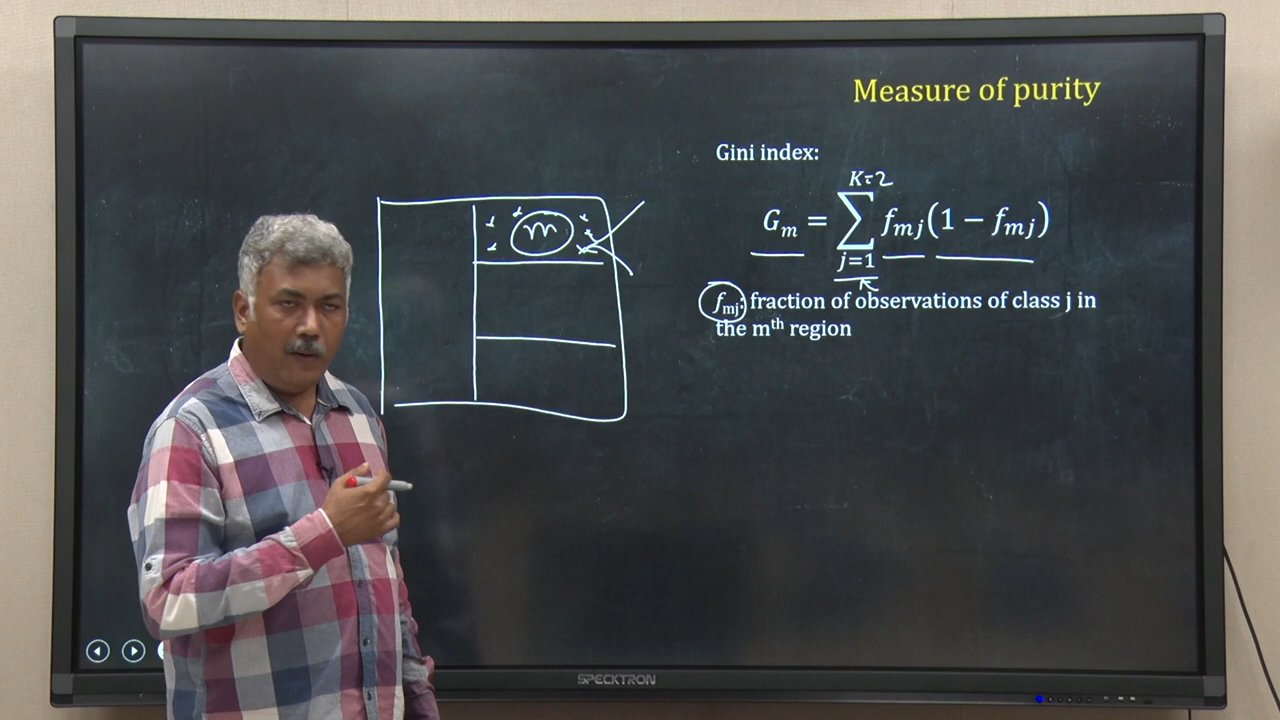 Measure of purity
Gini index:
K=2
G_m = ∑ f_mj(1 − f_mj)
j=1
f_mj: fraction of observations of class j in
the mth region
m
SPECKTRON